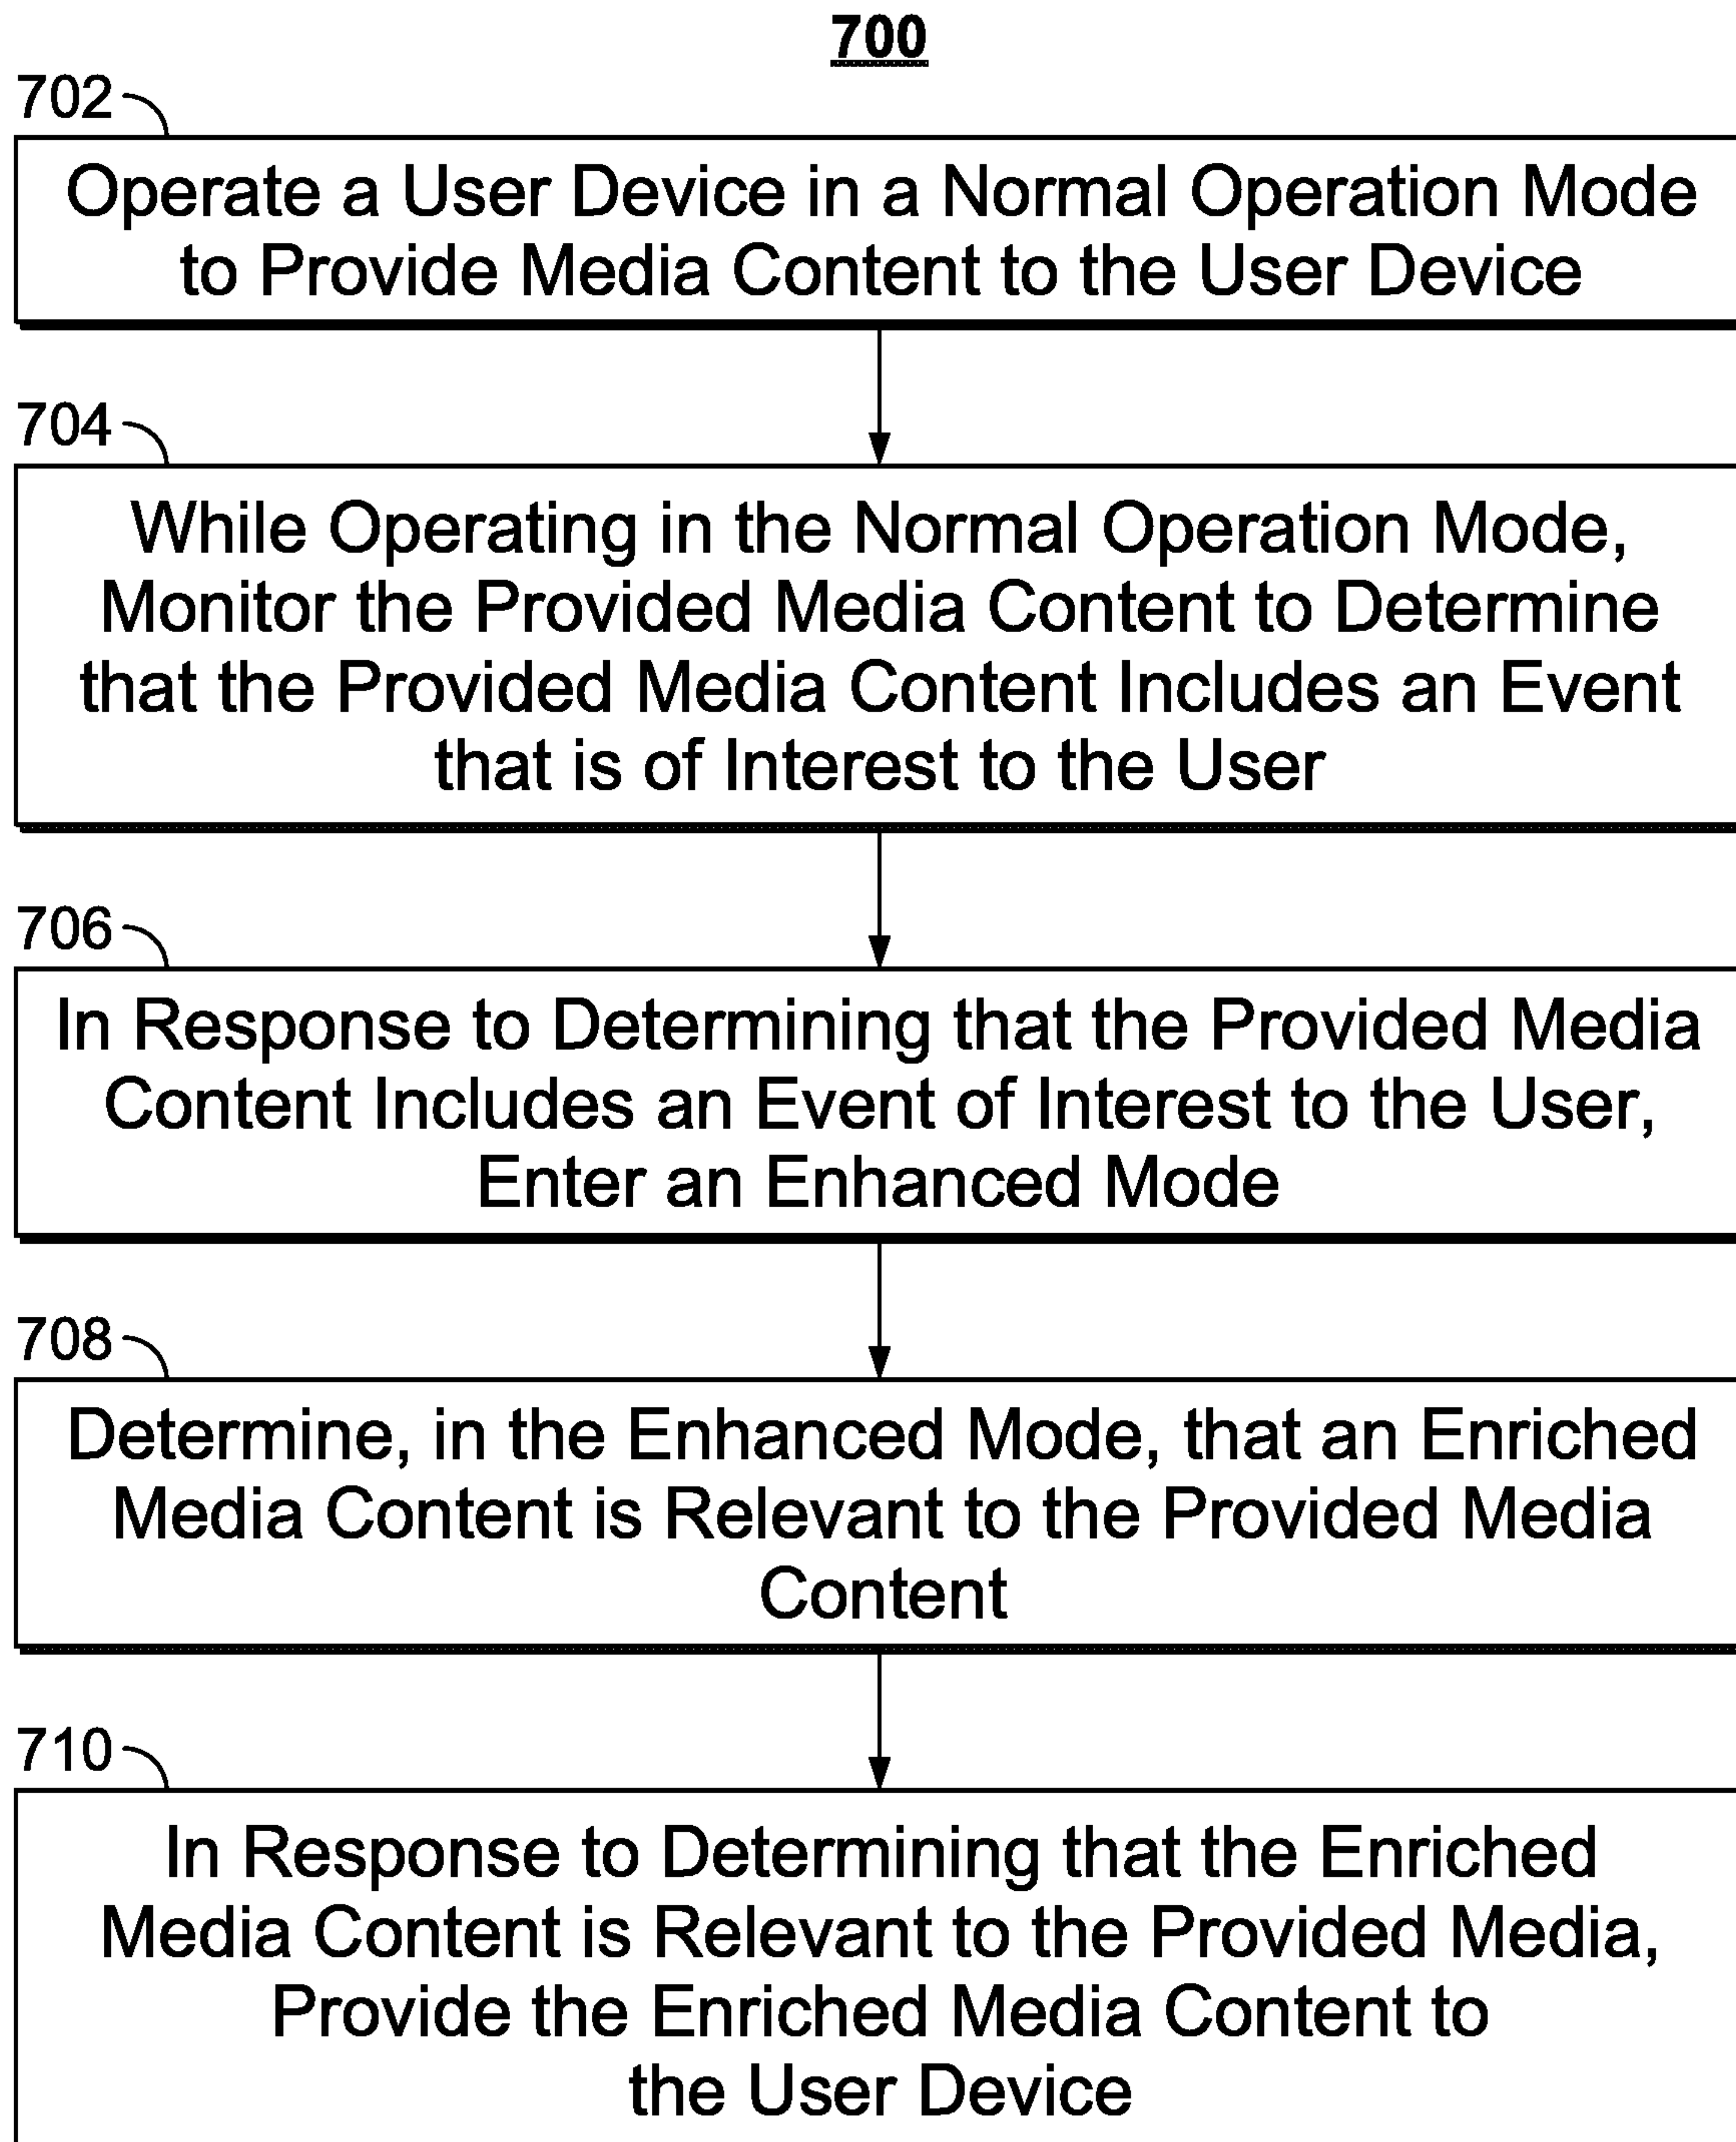 700
702
Operate a User Device in a Normal Operation Mode
to Provide Media Content to the User Device
704
While Operating in the Normal Operation Mode,
Monitor the Provided Media Content to Determine
that the Provided Media Content Includes an Event
that is of Interest to the User
706
In Response to Determining that the Provided Media
Content Includes an Event of Interest to the User,
Enter an Enhanced Mode
708
Determine, in the Enhanced Mode, that an Enriched
Media Content is Relevant to the Provided Media
Content
710
In Response to Determining that the Enriched
Media Content is Relevant to the Provided Media,
Provide the Enriched Media Content to
the User Device